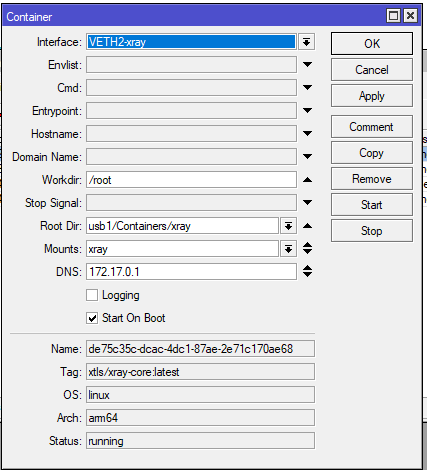 Container
Interface: VETH2-xray
OK
Envlist:
Cancel
Cmd:
Apply
Entrypoint:
Hostname:
Comment
Domain Name:
Copy
Workdir: /root
Remove
Stop Signal:
Start
Root Dir: usb1/Containers/xray
Stop
Mounts: xray
DNS: 172.17.0.1
Logging
Start On Boot
Name: de75c35c-dcac-4dc1-87ae-2e71c170ae68
Tag: xtls/xray-core:latest
OS: linux
Arch: arm64
Status: running